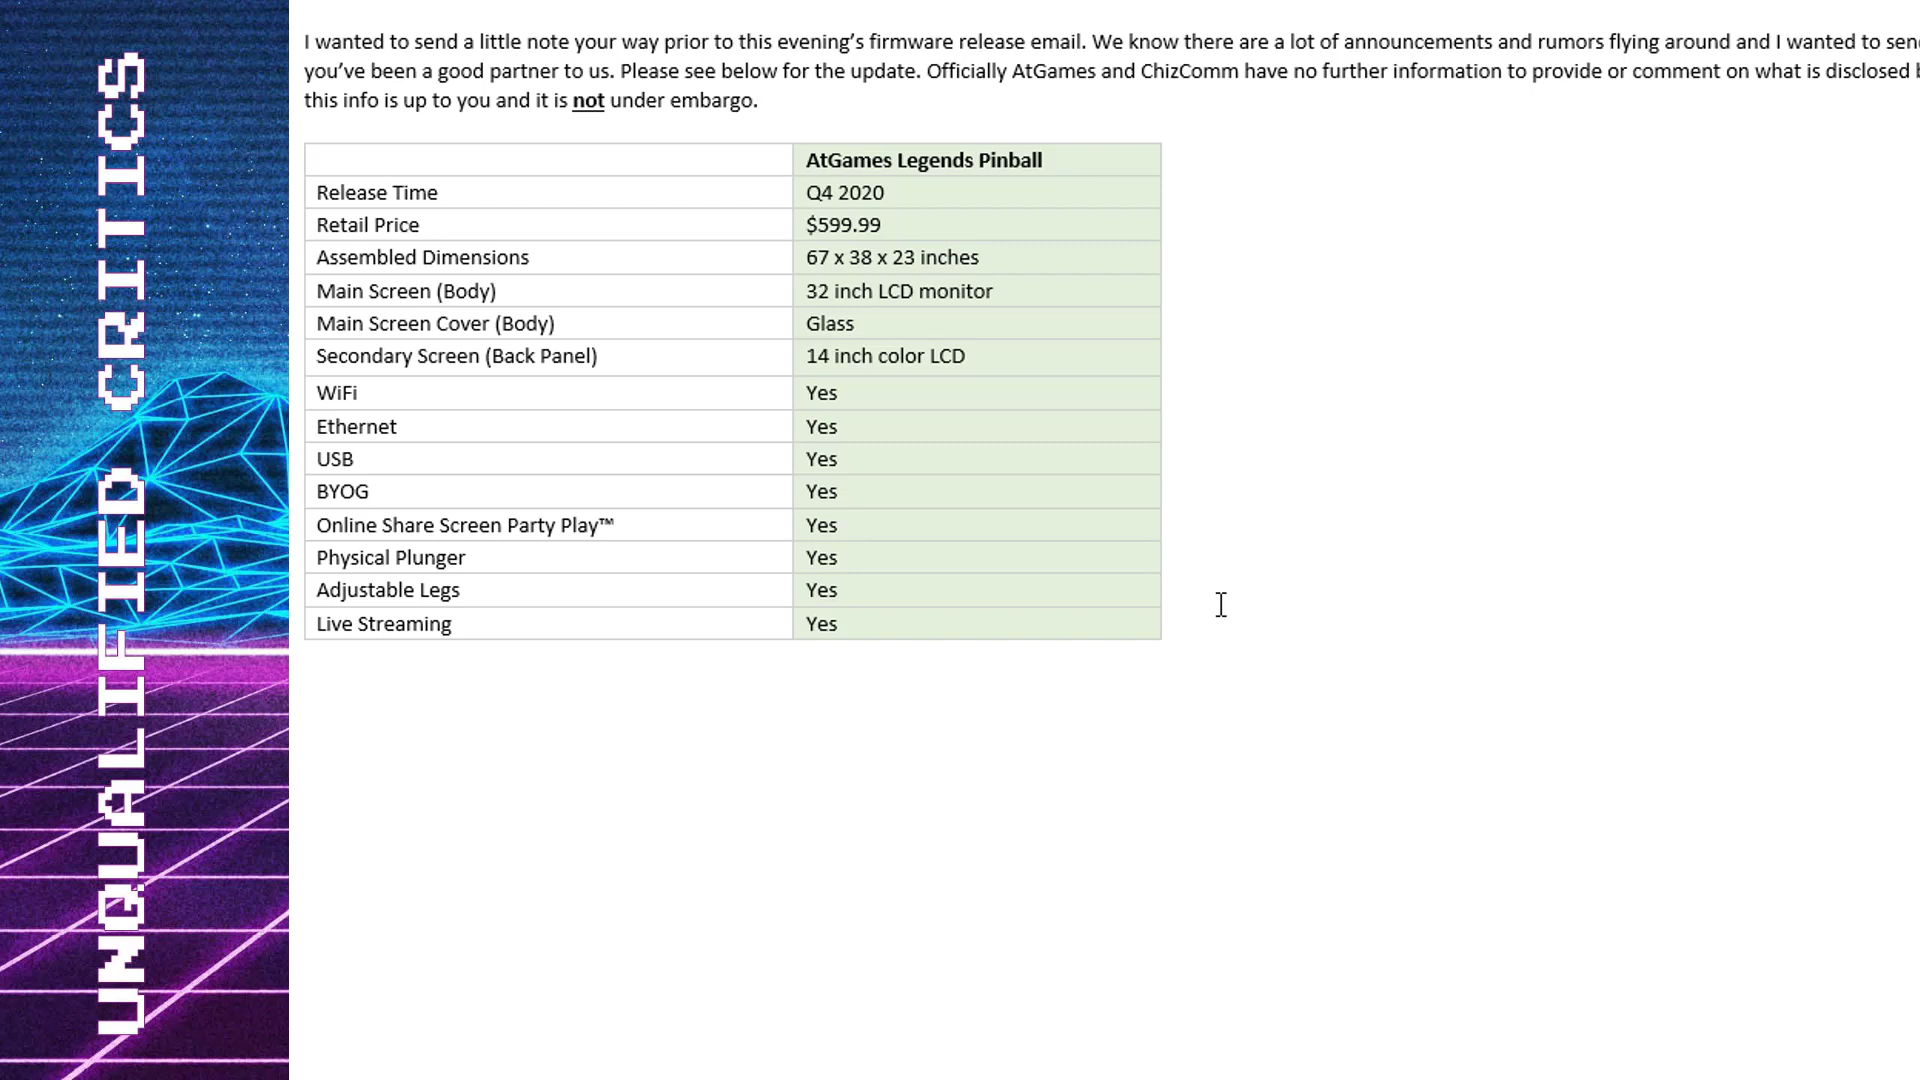 UNQUALIFIED CRITICS
I wanted to send a little note your way prior to this evening’s firmware release email. We know there are a lot of announcements and rumors flying around and I wanted to
you’ve been a good partner to us. Please see below for the update. Officially AtGames and ChizComm have no further information to provide or comment on what is disclosed
this info is up to you and it is not under embargo.
AtGames Legends Pinball
Release Time Q4 2020
Retail Price $599.99
Assembled Dimensions 67 x 38 x 23 inches
Main Screen (Body) 32 inch LCD monitor
Main Screen Cover (Body) Glass
Secondary Screen (Back Panel) 14 inch color LCD
WiFi Yes
Ethernet Yes
USB Yes
BYOG Yes
Online Share Screen Party Play™ Yes
Physical Plunger Yes
Adjustable Legs Yes
Live Streaming Yes